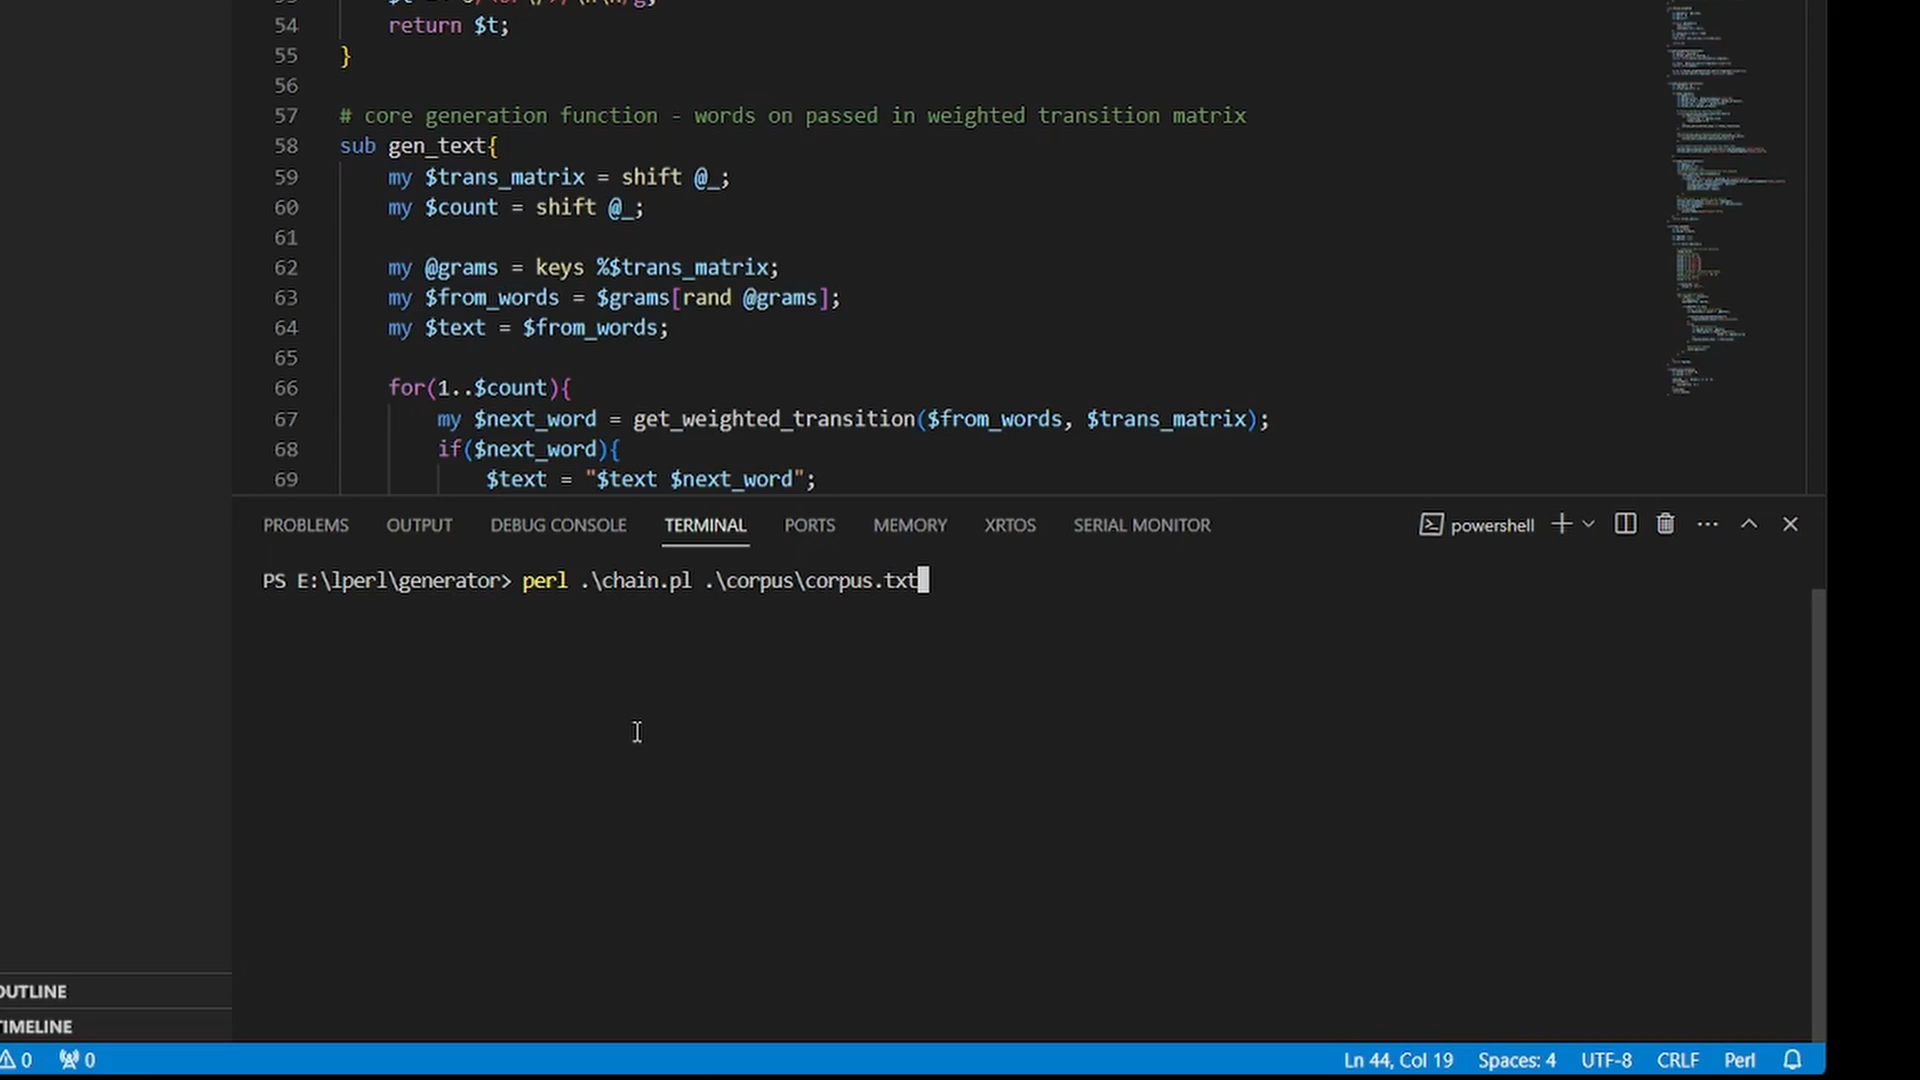 54 return $t;
55 }
56
57 # core generation function - words on passed in weighted transition matrix
58 sub gen_text{
59 my $trans_matrix = shift @_;
60 my $count = shift @_;
61
62 my @grams = keys %$trans_matrix;
63 my $from_words = $grams[rand @grams];
64 my $text = $from_words;
65
66 for(1..$count){
67 my $next_word = get_weighted_transition($from_words, $trans_matrix);
68 if($next_word){
69 $text = "$text $next_word";
PROBLEMS OUTPUT DEBUG CONSOLE TERMINAL PORTS MEMORY XRTOS SERIAL MONITOR powershell
PS E:\lperl\generator> perl .\chain.pl .\corpus\corpus.txt
OUTLINE
TIMELINE
0 0 Ln 44, Col 19 Spaces: 4 UTF-8 CRLF Perl